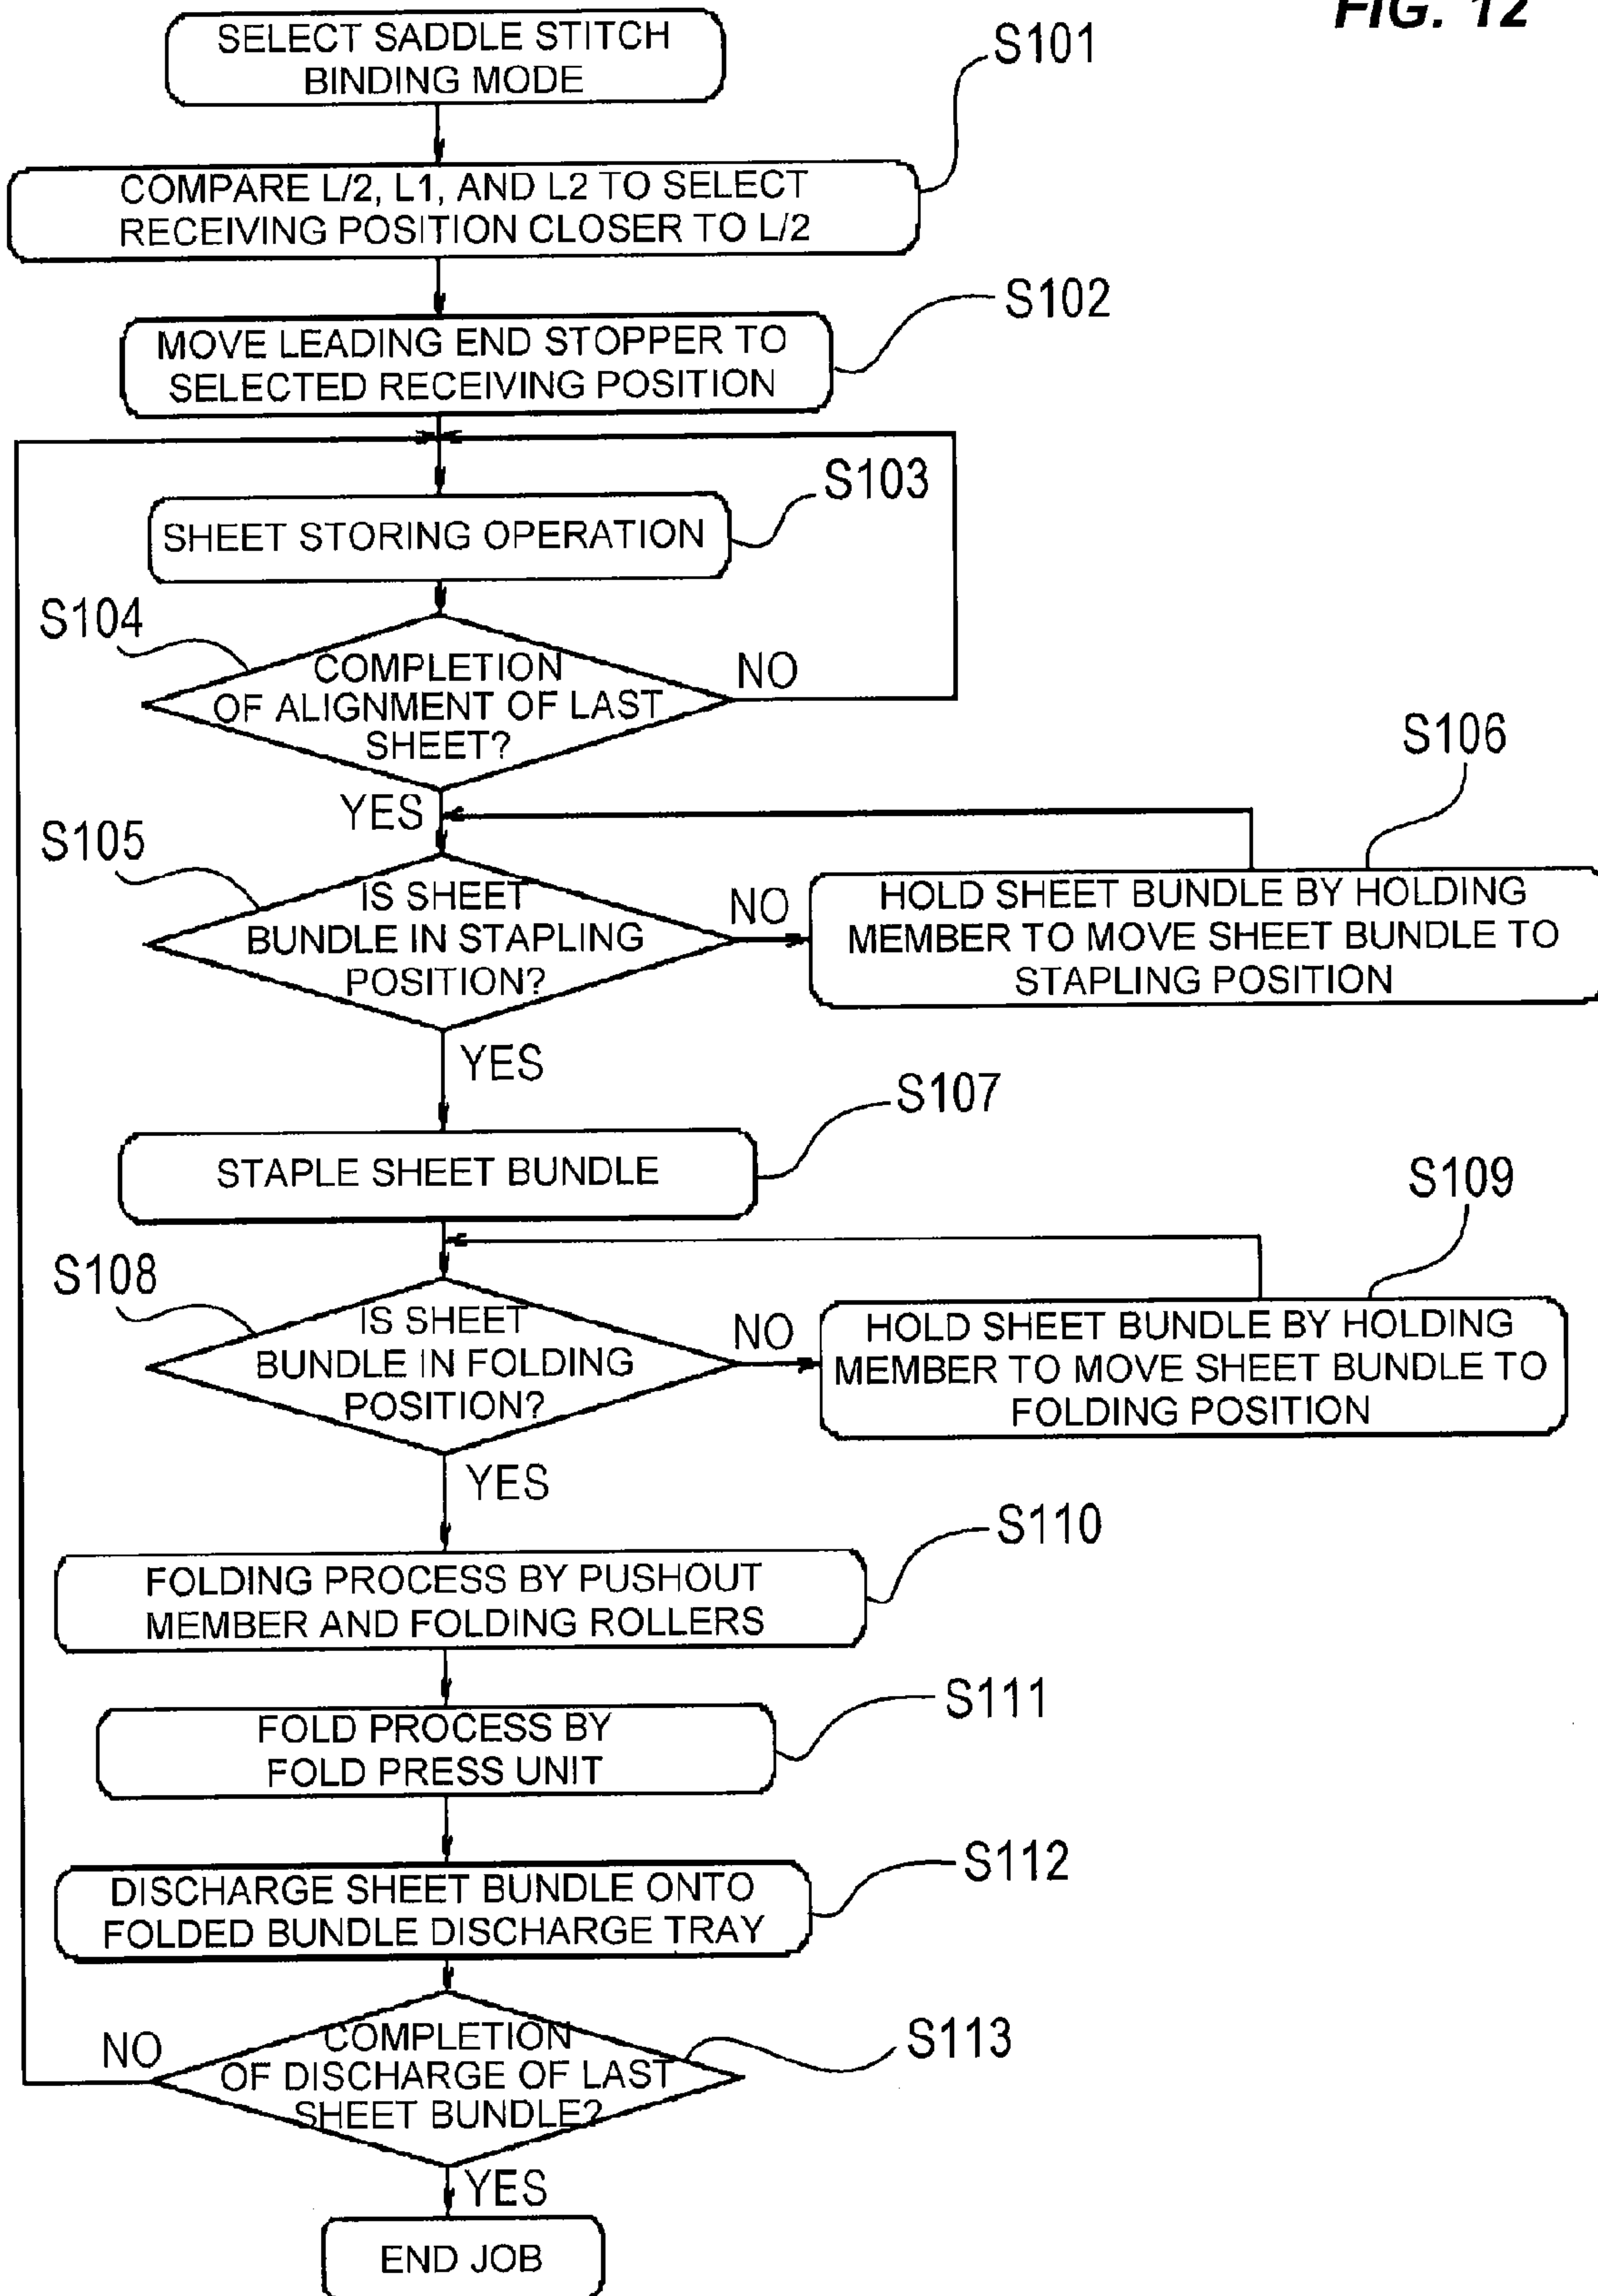 FIG. 12
SELECT SADDLE STITCH
BINDING MODE
S101
COMPARE L/2, L1, AND L2 TO SELECT
RECEIVING POSITION CLOSER TO L/2
S102
MOVE LEADING END STOPPER TO
SELECTED RECEIVING POSITION
S103
SHEET STORING OPERATION
S104
COMPLETION
OF ALIGNMENT OF LAST
SHEET?
NO
YES
S105
IS SHEET
BUNDLE IN STAPLING
POSITION?
NO
S106
HOLD SHEET BUNDLE BY HOLDING
MEMBER TO MOVE SHEET BUNDLE TO
STAPLING POSITION
YES
S107
STAPLE SHEET BUNDLE
S108
IS SHEET
BUNDLE IN FOLDING
POSITION?
NO
S109
HOLD SHEET BUNDLE BY HOLDING
MEMBER TO MOVE SHEET BUNDLE TO
FOLDING POSITION
YES
S110
FOLDING PROCESS BY PUSHOUT
MEMBER AND FOLDING ROLLERS
S111
FOLD PROCESS BY
FOLD PRESS UNIT
S112
DISCHARGE SHEET BUNDLE ONTO
FOLDED BUNDLE DISCHARGE TRAY
NO
S113
COMPLETION
OF DISCHARGE OF LAST
SHEET BUNDLE?
YES
END JOB